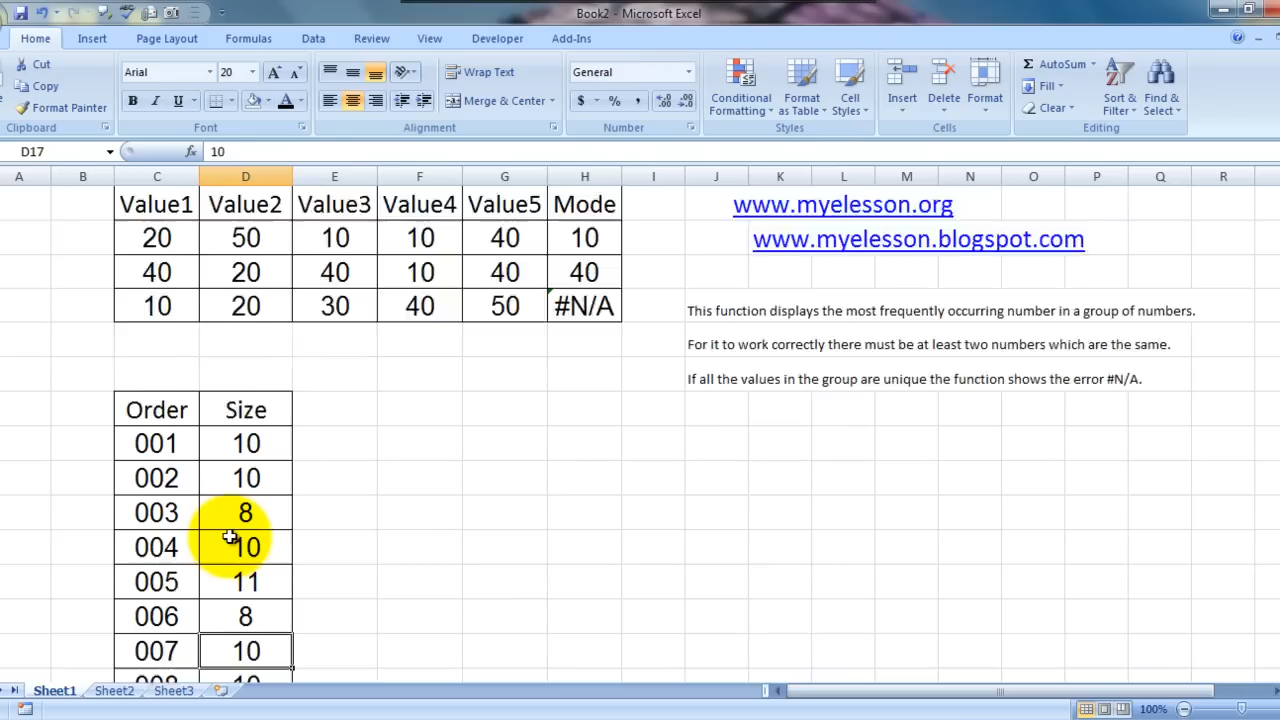 Book2 - Microsoft Excel
Home Insert Page Layout Formulas Data Review View Developer Add-Ins
Cut
Copy
Format Painter
Clipboard
Arial 20
B I U
Font
Wrap Text
Merge & Center
Alignment
General
$ % ,
Number
Conditional Formatting
Format as Table
Cell Styles
Styles
Insert Delete Format
Cells
AutoSum
Fill
Clear
Sort & Filter
Find & Select
Editing
D17 fx 10
A B C D E F G H I J K L M N O P Q R
Value1 Value2 Value3 Value4 Value5 Mode
20 50 10 10 40 10
40 20 40 10 40 40
10 20 30 40 50 #N/A
www.myelesson.org
www.myelesson.blogspot.com
This function displays the most frequently occurring number in a group of numbers.
For it to work correctly there must be at least two numbers which are the same.
If all the values in the group are unique the function shows the error #N/A.
Order Size
001 10
002 10
003 8
004 10
005 11
006 8
007 10
Sheet1 Sheet2 Sheet3
100%